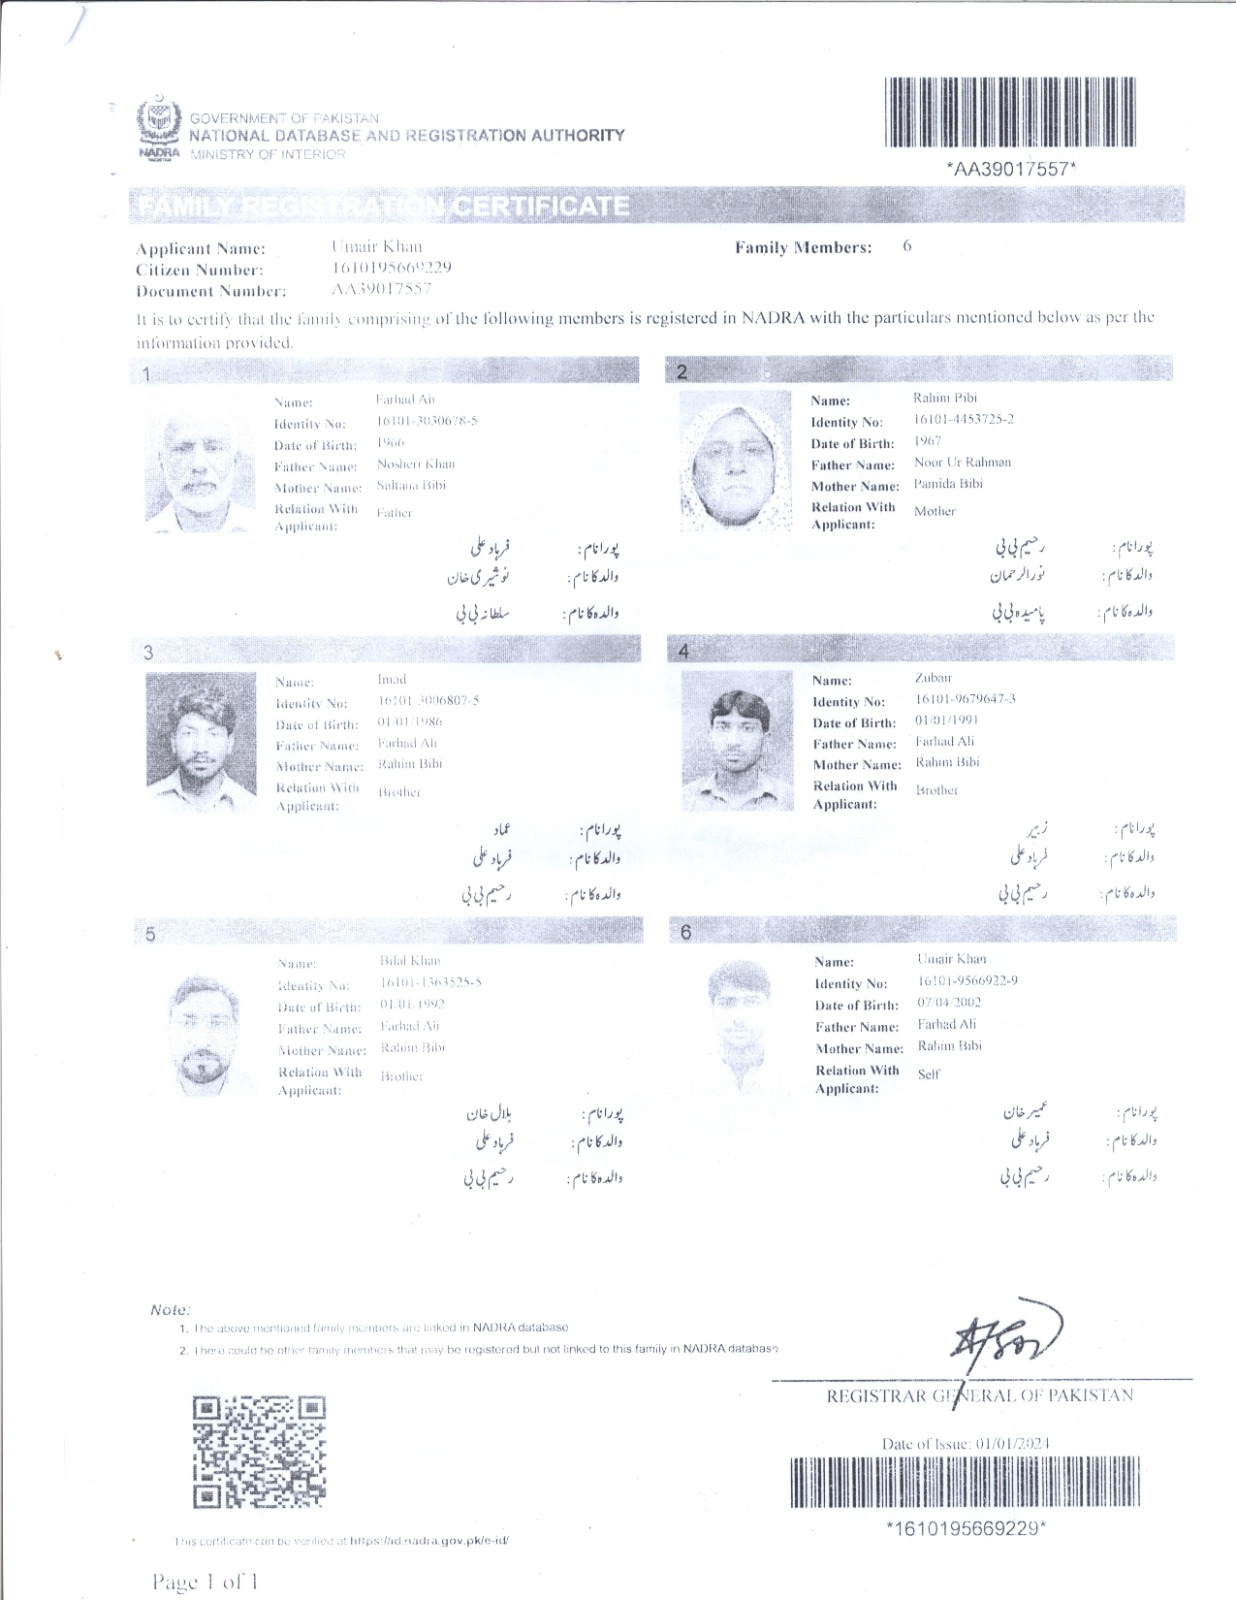 GOVERNMENT OF PAKISTAN
NATIONAL DATABASE AND REGISTRATION AUTHORITY
NADRA MINISTRY OF INTERIOR
*AA39017557*
FAMILY REGISTRATION CERTIFICATE
Applicant Name: Umair Khan
Family Members: 6
Citizen Number: 1610195669229
Document Number: AA39017557
It is to certify that the family comprising of the following members is registered in NADRA with the particulars mentioned below as per the
information provided.
1
Name: Farhad Ali
Identity No: 16101-3030678-5
Date of Birth: 1966
Father Name: Nosheri Khan
Mother Name: Sultana Bibi
Relation With
Applicant: Father
پورا نام: فرہاد علی
والد کا نام: نوشیری خان
والدہ کا نام: سلطانہ بی بی
2
Name: Rahim Bibi
Identity No: 16101-4453725-2
Date of Birth: 1967
Father Name: Noor Ur Rahman
Mother Name: Pamida Bibi
Relation With
Applicant: Mother
پورا نام: رحیم بی بی
والد کا نام: نور الرحمان
والدہ کا نام: پامیدہ بی بی
3
Name: Imad
Identity No: 16101-3006807-5
Date of Birth: 01/01/1986
Father Name: Farhad Ali
Mother Name: Rahim Bibi
Relation With
Applicant: Brother
پورا نام: عماد
والد کا نام: فرہاد علی
والدہ کا نام: رحیم بی بی
4
Name: Zubair
Identity No: 16101-9679647-3
Date of Birth: 01/01/1991
Father Name: Farhad Ali
Mother Name: Rahim Bibi
Relation With
Applicant: Brother
پورا نام: زبیر
والد کا نام: فرہاد علی
والدہ کا نام: رحیم بی بی
5
Name: Bilal Khan
Identity No: 16101-1363525-5
Date of Birth: 01/01/1992
Father Name: Farhad Ali
Mother Name: Rahim Bibi
Relation With
Applicant: Brother
پورا نام: بلال خان
والد کا نام: فرہاد علی
والدہ کا نام: رحیم بی بی
6
Name: Umair Khan
Identity No: 16101-9566922-9
Date of Birth: 07/04/2002
Father Name: Farhad Ali
Mother Name: Rahim Bibi
Relation With
Applicant: Self
پورا نام: عمیر خان
والد کا نام: فرہاد علی
والدہ کا نام: رحیم بی بی
Note:
1. The above mentioned family members are linked in NADRA database
2. There could be other family members that may be registered but not linked to this family in NADRA database
REGISTRAR GENERAL OF PAKISTAN
Date of Issue: 01/01/2024
*1610195669229*
This certificate can be verified at https://id.nadra.gov.pk/e-id/
Page 1 of 1